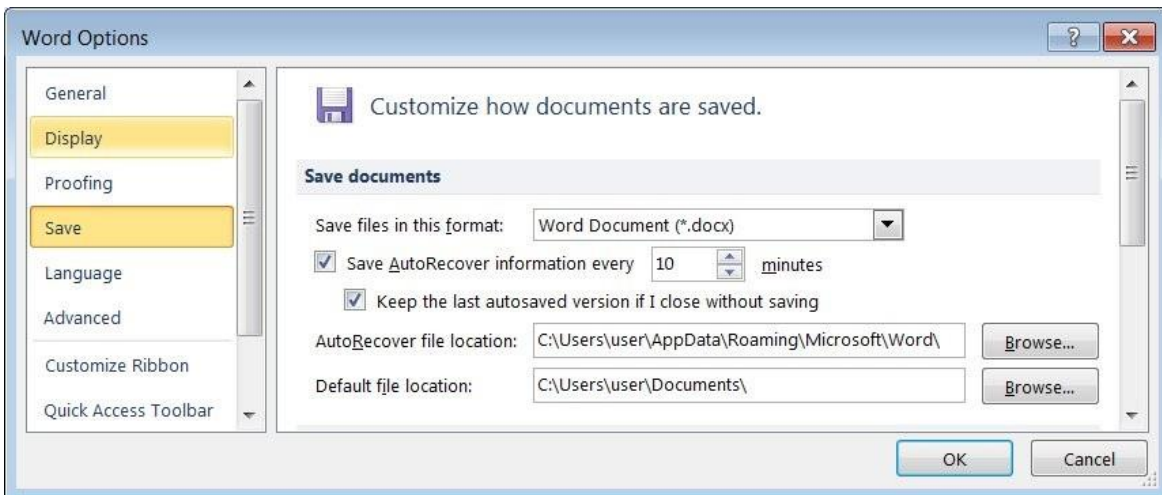 Word Options
General
Display
Proofing
Save
Language
Advanced
Customize Ribbon
Quick Access Toolbar
Customize how documents are saved.
Save documents
Save files in this format: Word Document (*.docx)
Save AutoRecover information every 10 minutes
Keep the last autosaved version if I close without saving
AutoRecover file location: C:\Users\user\AppData\Roaming\Microsoft\Word\ Browse...
Default file location: C:\Users\user\Documents\ Browse...
OK Cancel